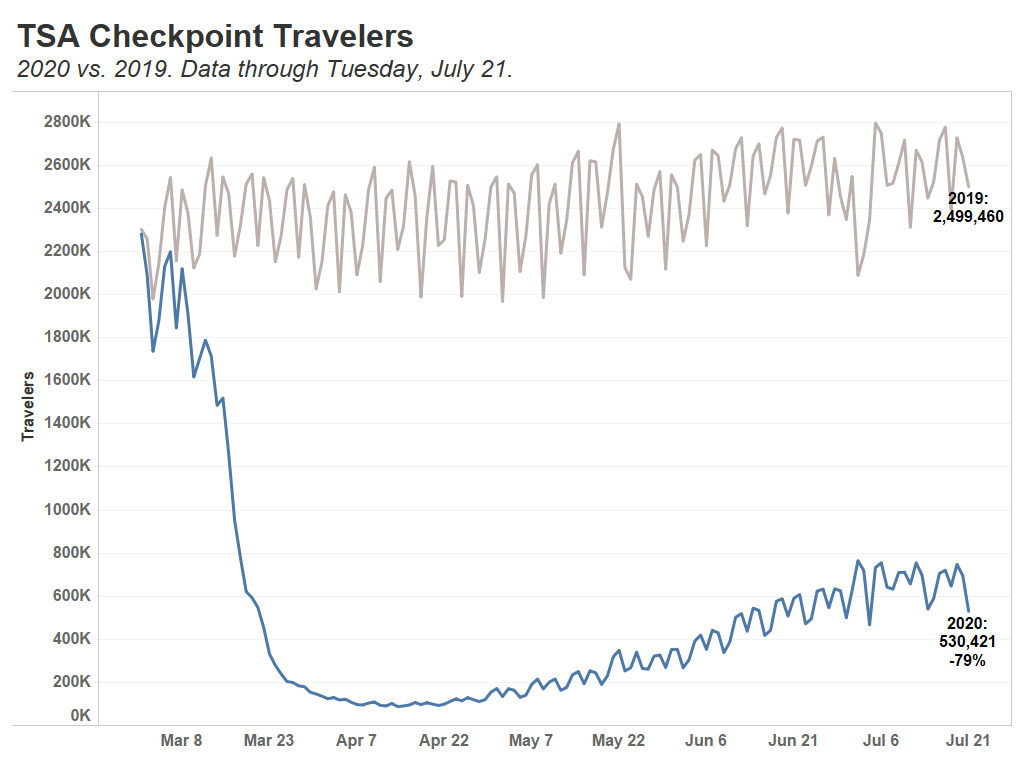 TSA Checkpoint Travelers
2020 vs. 2019. Data through Tuesday, July 21.
2800K
2600K
2400K
2200K
2000K
1800K
1600K
1400K
1200K
1000K
800K
600K
400K
200K
0K
Travelers
2019:
2,499,460
2020:
530,421
-79%
Mar 8
Mar 23
Apr 7
Apr 22
May 7
May 22
Jun 6
Jun 21
Jul 6
Jul 21